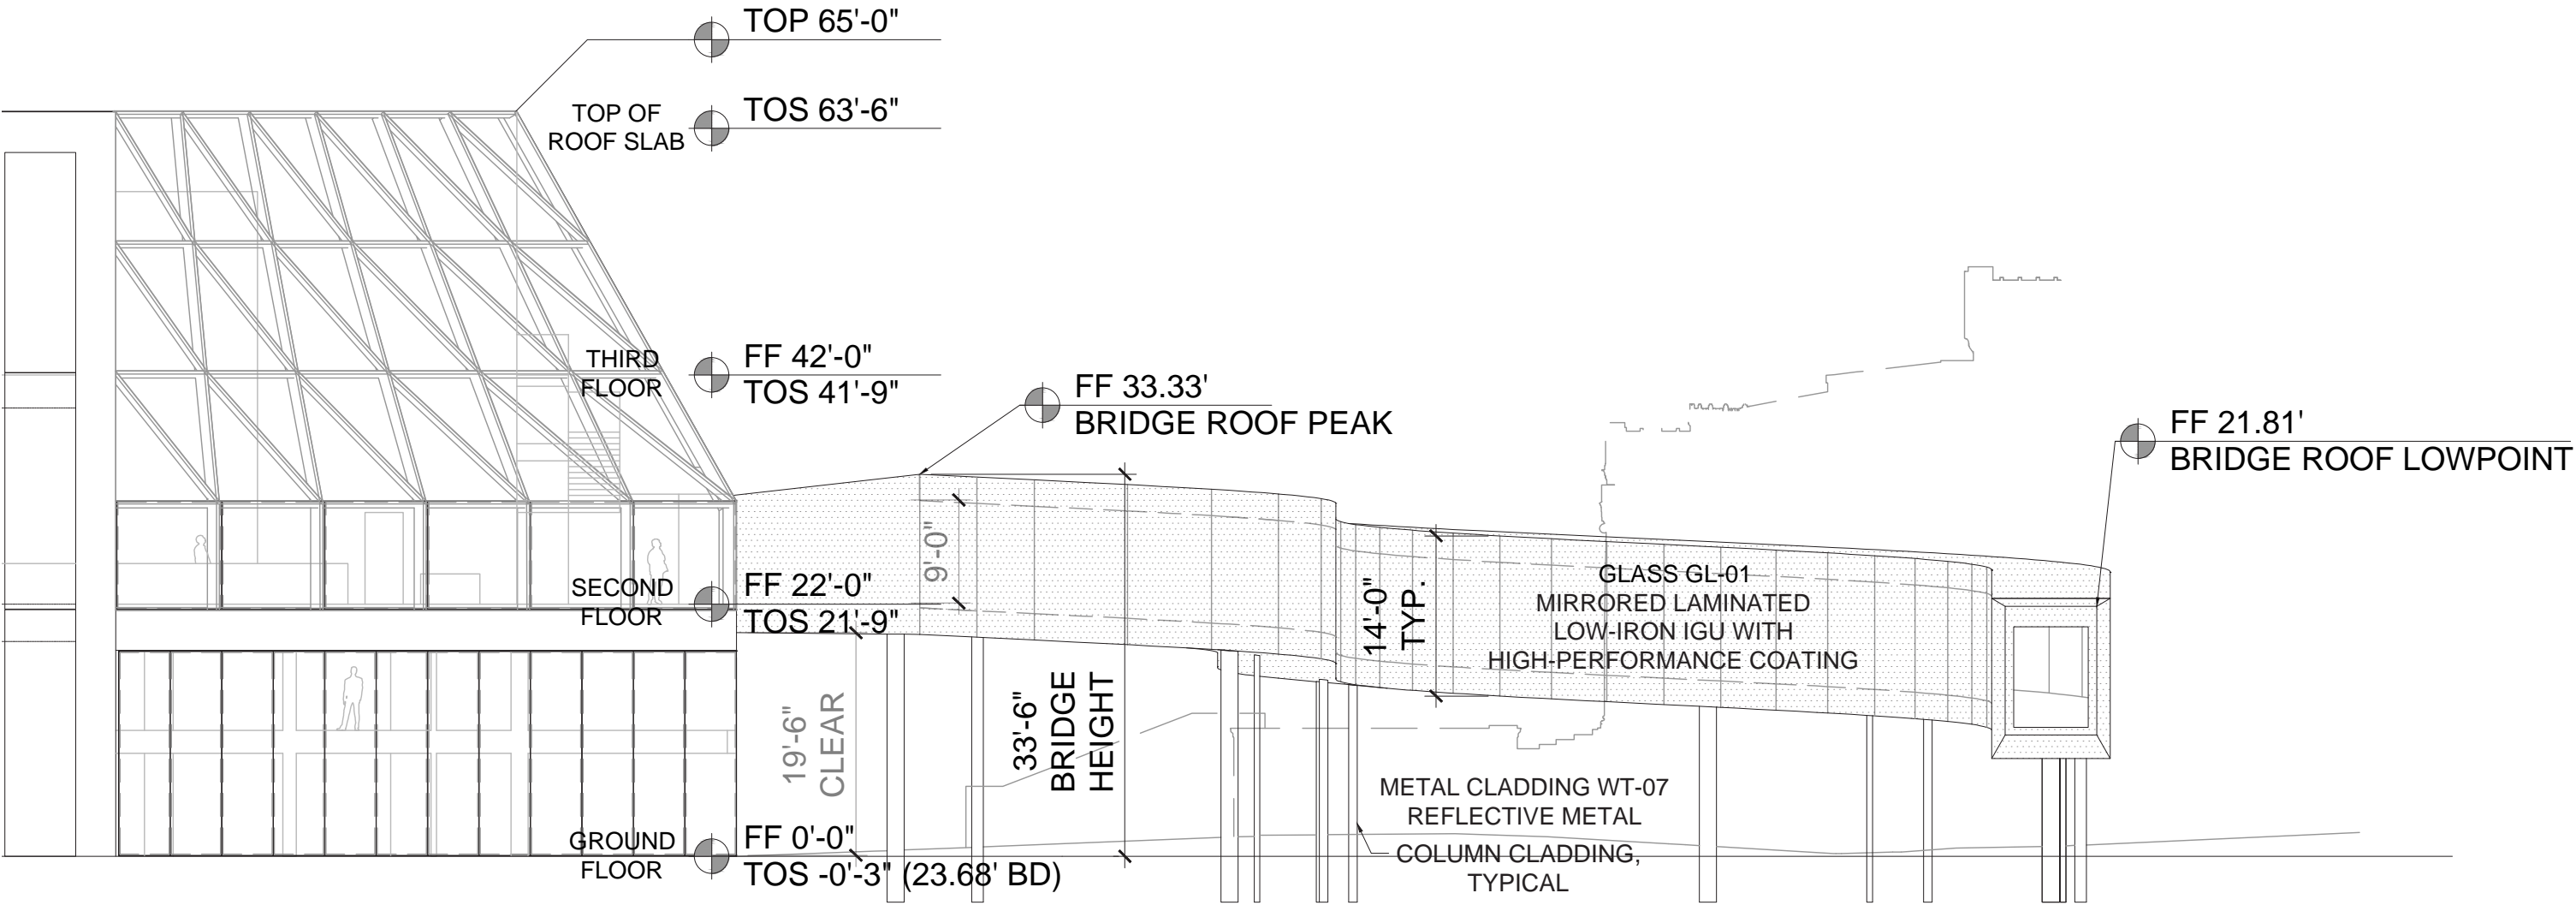 TOP 65'-0"
TOP OF
ROOF SLAB
TOS 63'-6"
THIRD
FLOOR
FF 42'-0"
TOS 41'-9"
FF 33.33'
BRIDGE ROOF PEAK
FF 21.81'
BRIDGE ROOF LOWPOINT
9'-0"
SECOND
FLOOR
FF 22'-0"
TOS 21'-9"
14'-0"
TYP.
GLASS GL-01
MIRRORED LAMINATED
LOW-IRON IGU WITH
HIGH-PERFORMANCE COATING
19'-6"
CLEAR
33'-6"
BRIDGE
HEIGHT
METAL CLADDING WT-07
REFLECTIVE METAL
COLUMN CLADDING,
TYPICAL
GROUND
FLOOR
FF 0'-0"
TOS -0'-3" (23.68' BD)